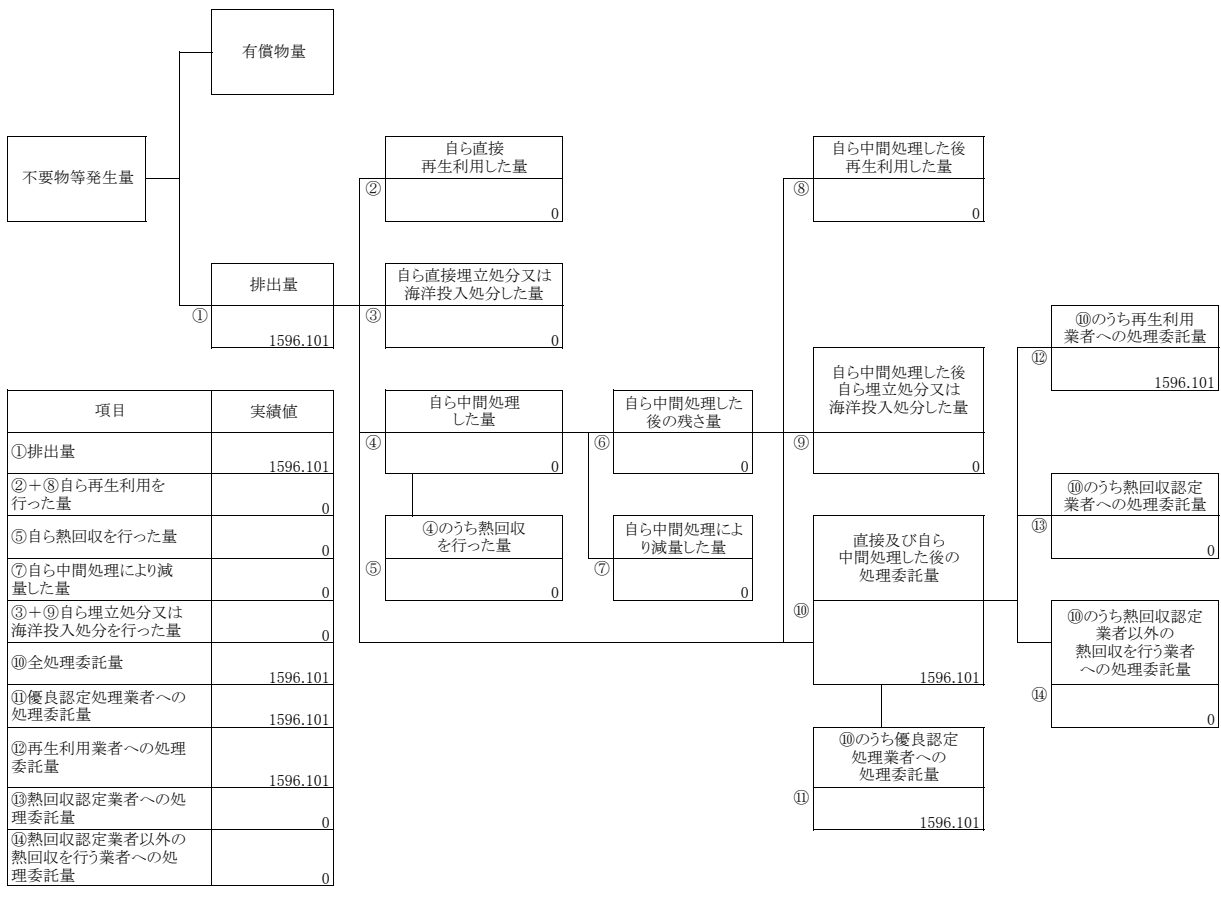 有償物量
不要物等発生量
自ら直接
再生利用した量
②
0
自ら中間処理した後
再生利用した量
⑧
0
排出量
①
1596.101
自ら直接埋立処分又は
海洋投入処分した量
③
0
⑩のうち再生利用
業者への処理委託量
⑫
1596.101
自ら中間処理
した量
④
0
自ら中間処理した
後の残さ量
⑥
0
自ら中間処理した後
自ら埋立処分又は
海洋投入処分した量
⑨
0
⑩のうち熱回収認定
業者への処理委託量
⑬
0
④のうち熱回収
を行った量
⑤
0
自ら中間処理によ
り減量した量
⑦
0
直接及び自ら
中間処理した後の
処理委託量
⑩
1596.101
⑩のうち熱回収認定
業者以外の
熱回収を行う業者
への処理委託量
⑭
0
⑩のうち優良認定
処理業者への
処理委託量
⑪
1596.101
項目
実績値
①排出量
1596.101
②＋⑧自ら再生利用を
行った量
0
⑤自ら熱回収を行った量
0
⑦自ら中間処理により減
量した量
0
③＋⑨自ら埋立処分又は
海洋投入処分を行った量
0
⑩全処理委託量
1596.101
⑪優良認定処理業者への
処理委託量
1596.101
⑫再生利用業者への処理
委託量
1596.101
⑬熱回収認定業者への処
理委託量
0
⑭熱回収認定業者以外の
熱回収を行う業者への処
理委託量
0